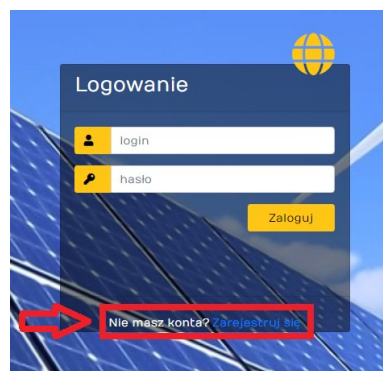 Logowanie
login
hasło
Zaloguj
Nie masz konta? Zarejestruj się